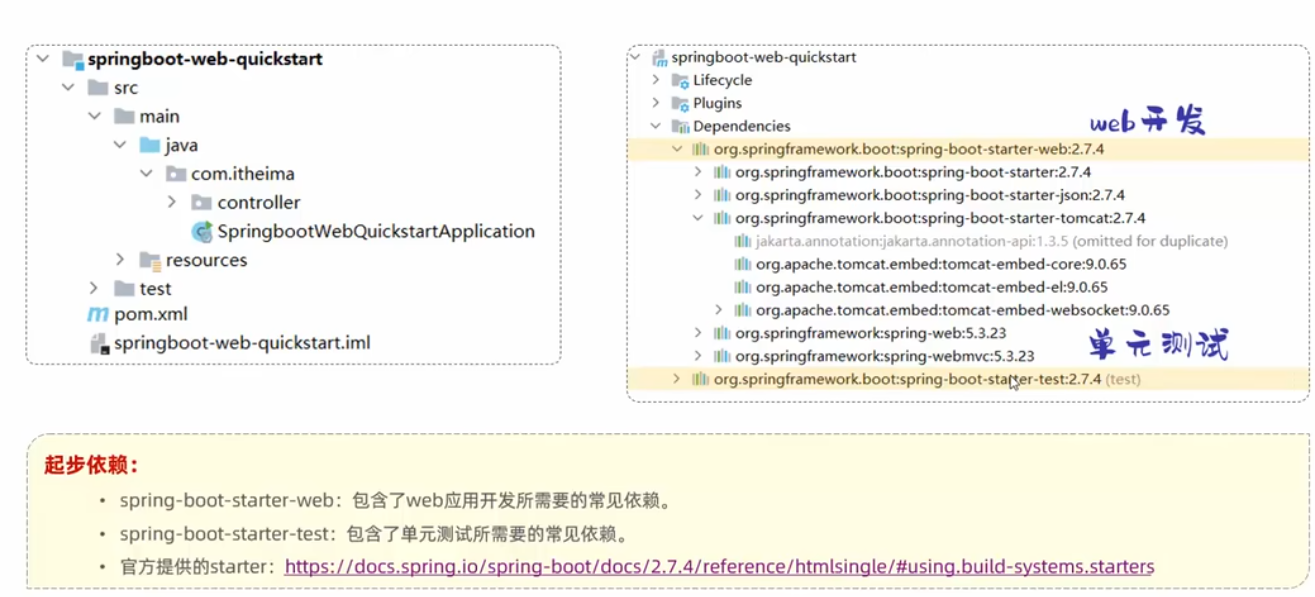 springboot-web-quickstart
src
main
java
com.itheima
controller
SpringbootWebQuickstartApplication
resources
test
pom.xml
springboot-web-quickstart.iml
springboot-web-quickstart
Lifecycle
Plugins
Dependencies
web开发
org.springframework.boot:spring-boot-starter-web:2.7.4
org.springframework.boot:spring-boot-starter:2.7.4
org.springframework.boot:spring-boot-starter-json:2.7.4
org.springframework.boot:spring-boot-starter-tomcat:2.7.4
jakarta.annotation:jakarta.annotation-api:1.3.5 (omitted for duplicate)
org.apache.tomcat.embed:tomcat-embed-core:9.0.65
org.apache.tomcat.embed:tomcat-embed-el:9.0.65
org.apache.tomcat.embed:tomcat-embed-websocket:9.0.65
org.springframework:spring-web:5.3.23
单元测试
org.springframework:spring-webmvc:5.3.23
org.springframework.boot:spring-boot-starter-test:2.7.4 (test)
起步依赖：
• spring-boot-starter-web：包含了web应用开发所需要的常见依赖。
• spring-boot-starter-test：包含了单元测试所需要的常见依赖。
• 官方提供的starter：https://docs.spring.io/spring-boot/docs/2.7.4/reference/htmlsingle/#using.build-systems.starters